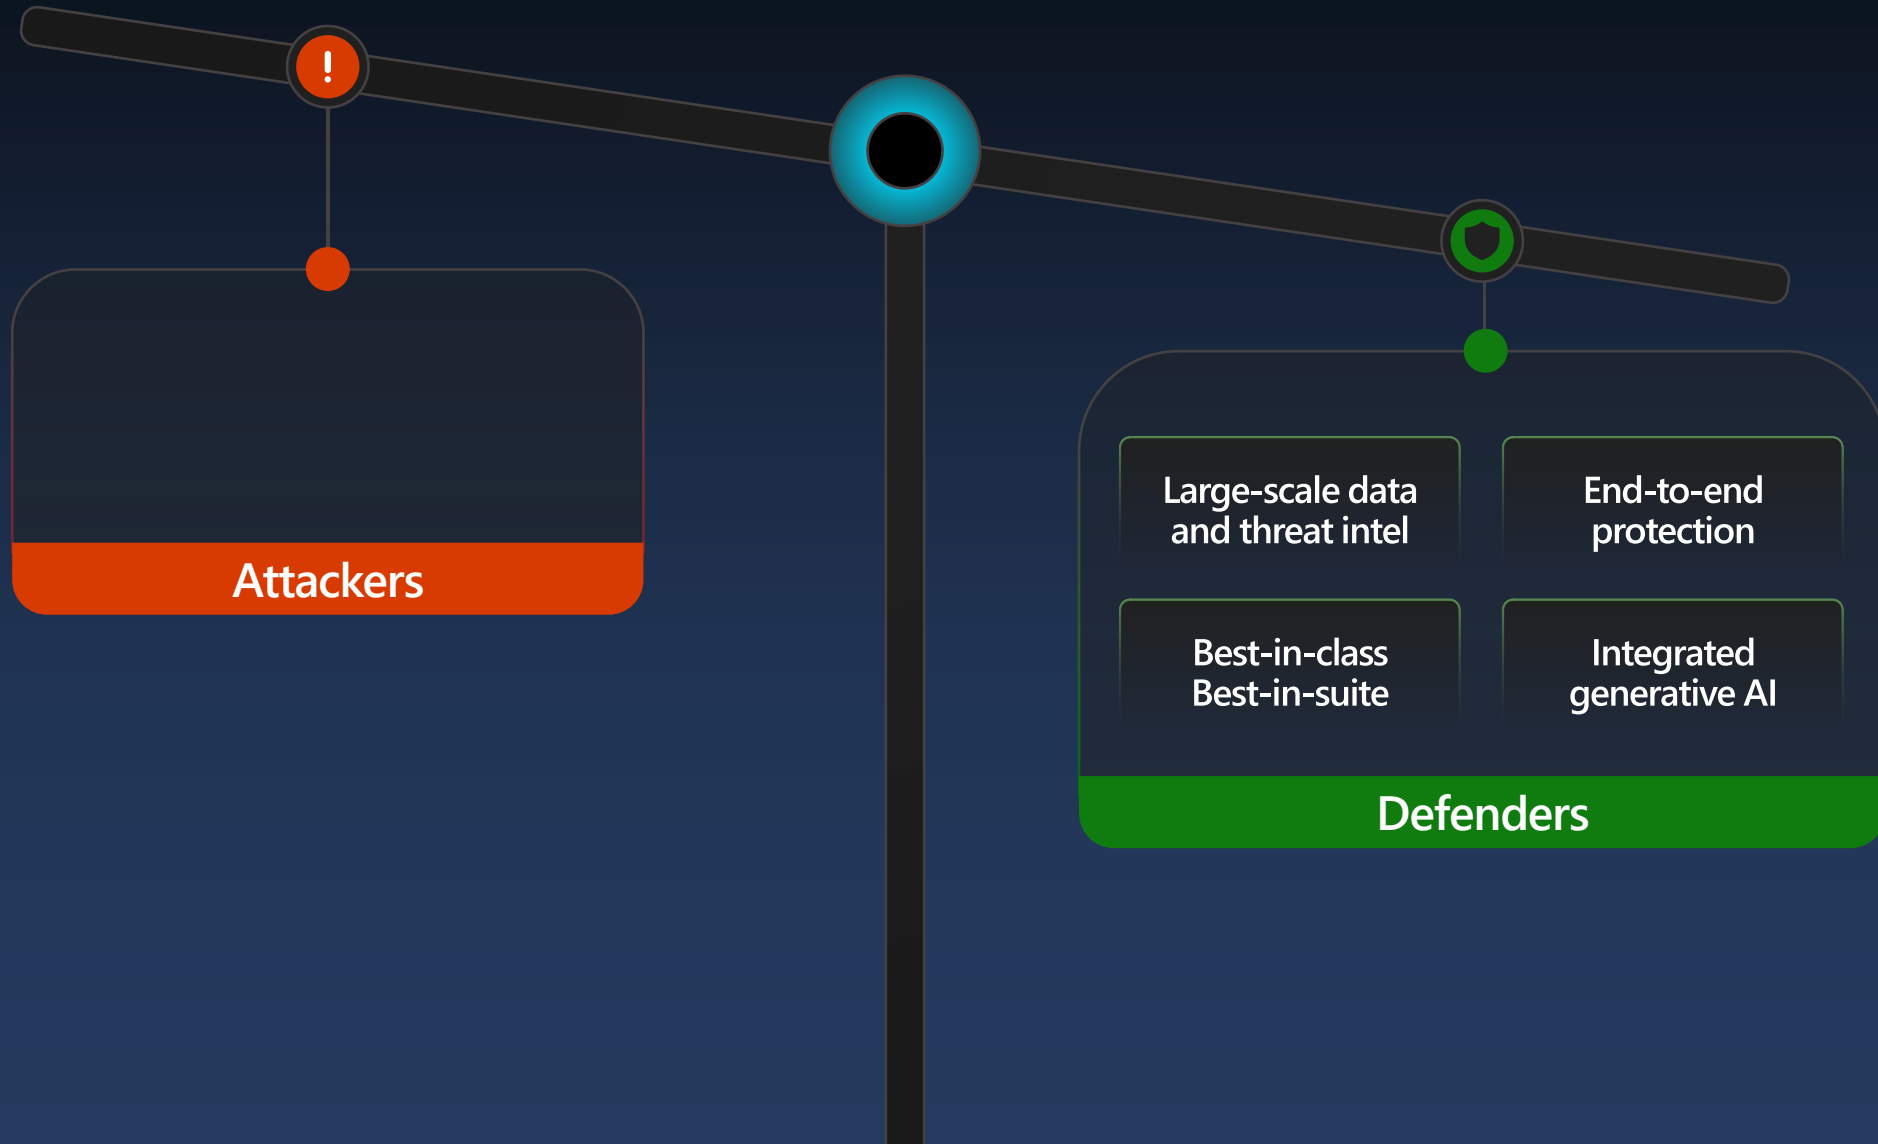 Large-scale data
and threat intel
End-to-end
protection
Best-in-class
Best-in-suite
Integrated
generative AI
Attackers
Defenders